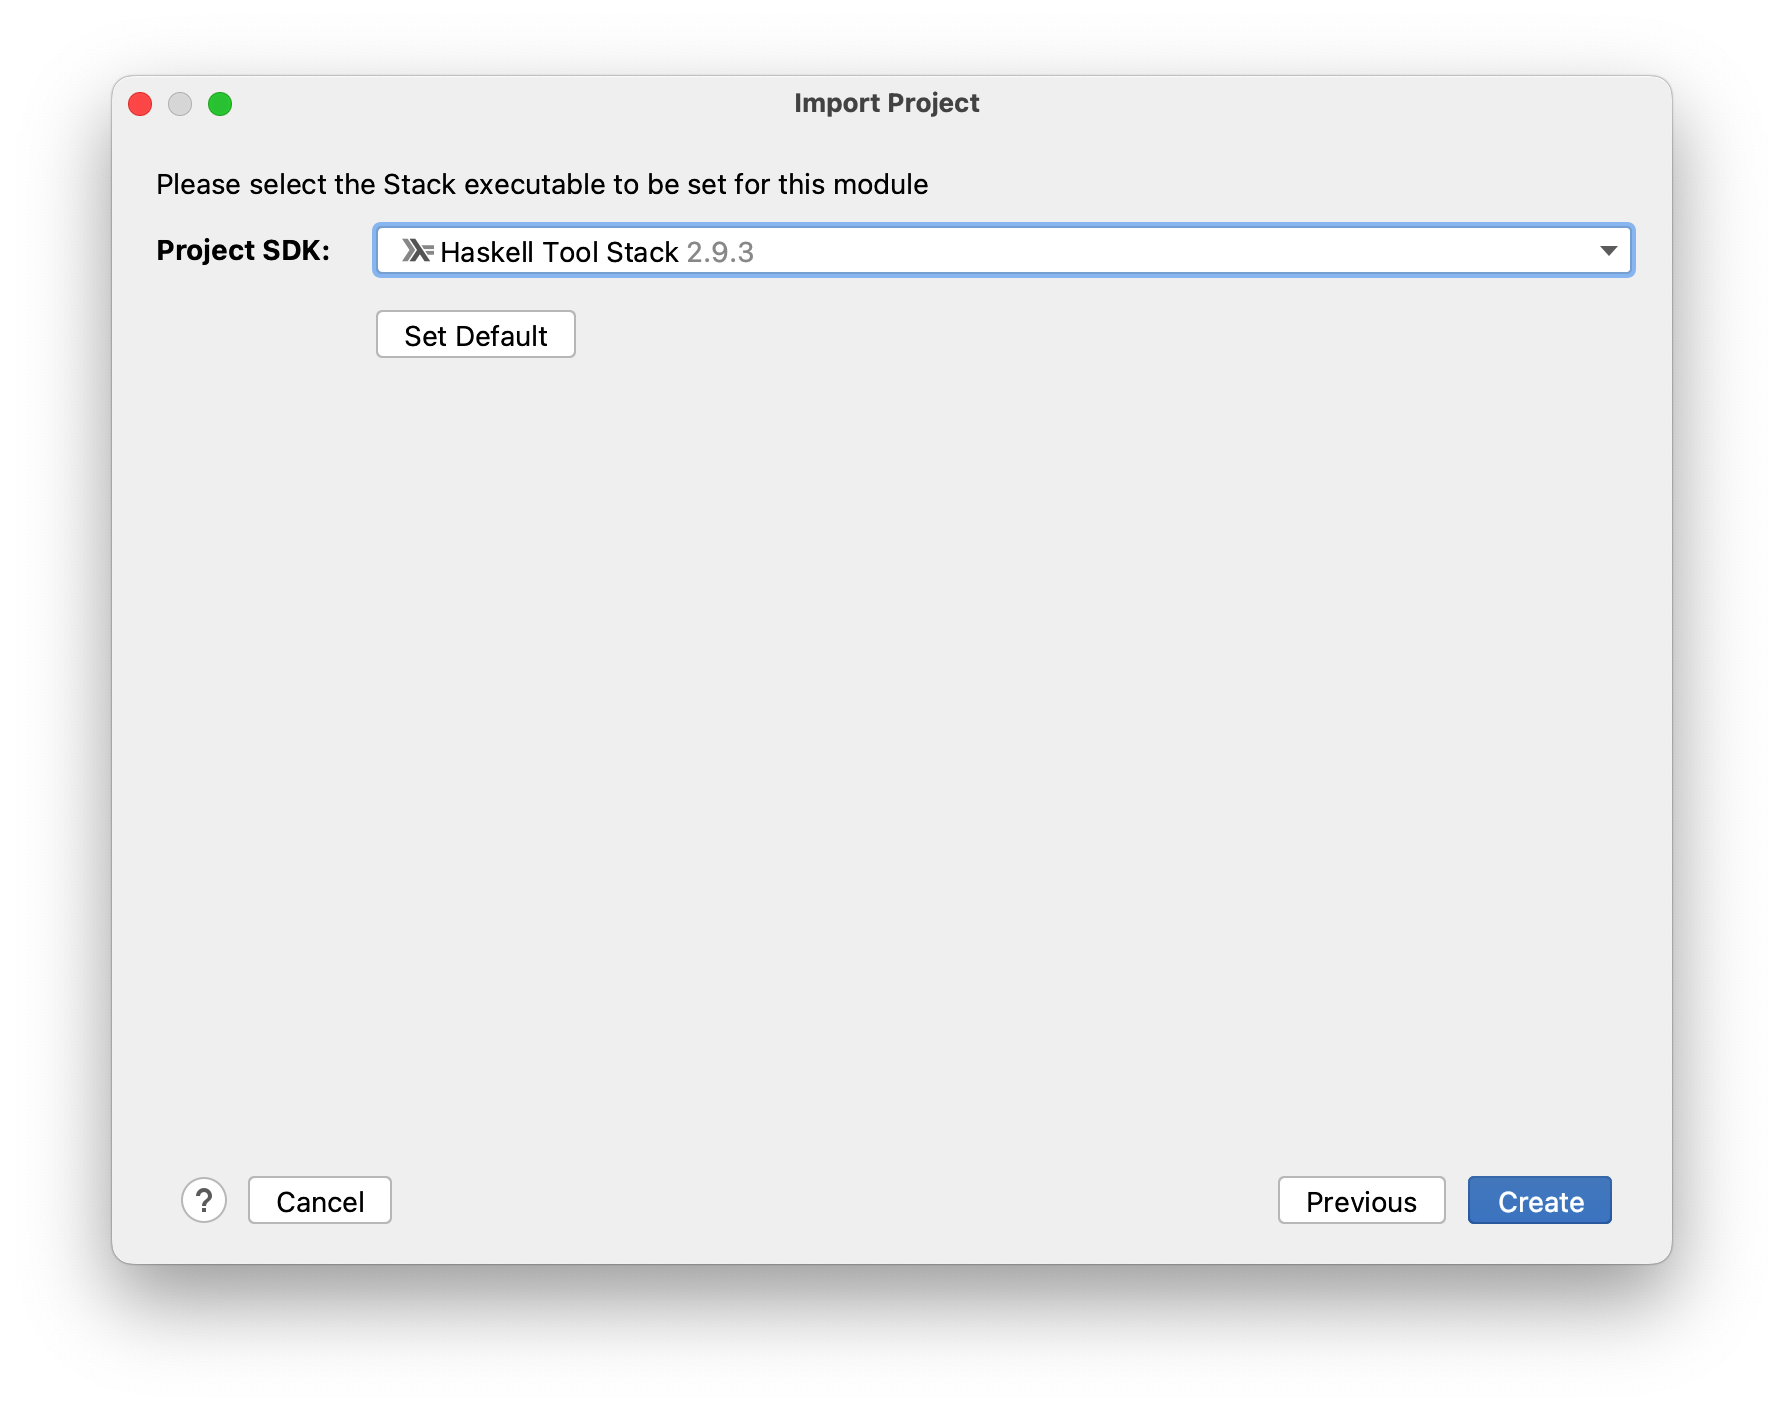 Import Project
Please select the Stack executable to be set for this module
Project SDK: Haskell Tool Stack 2.9.3
Set Default
? Cancel Previous Create